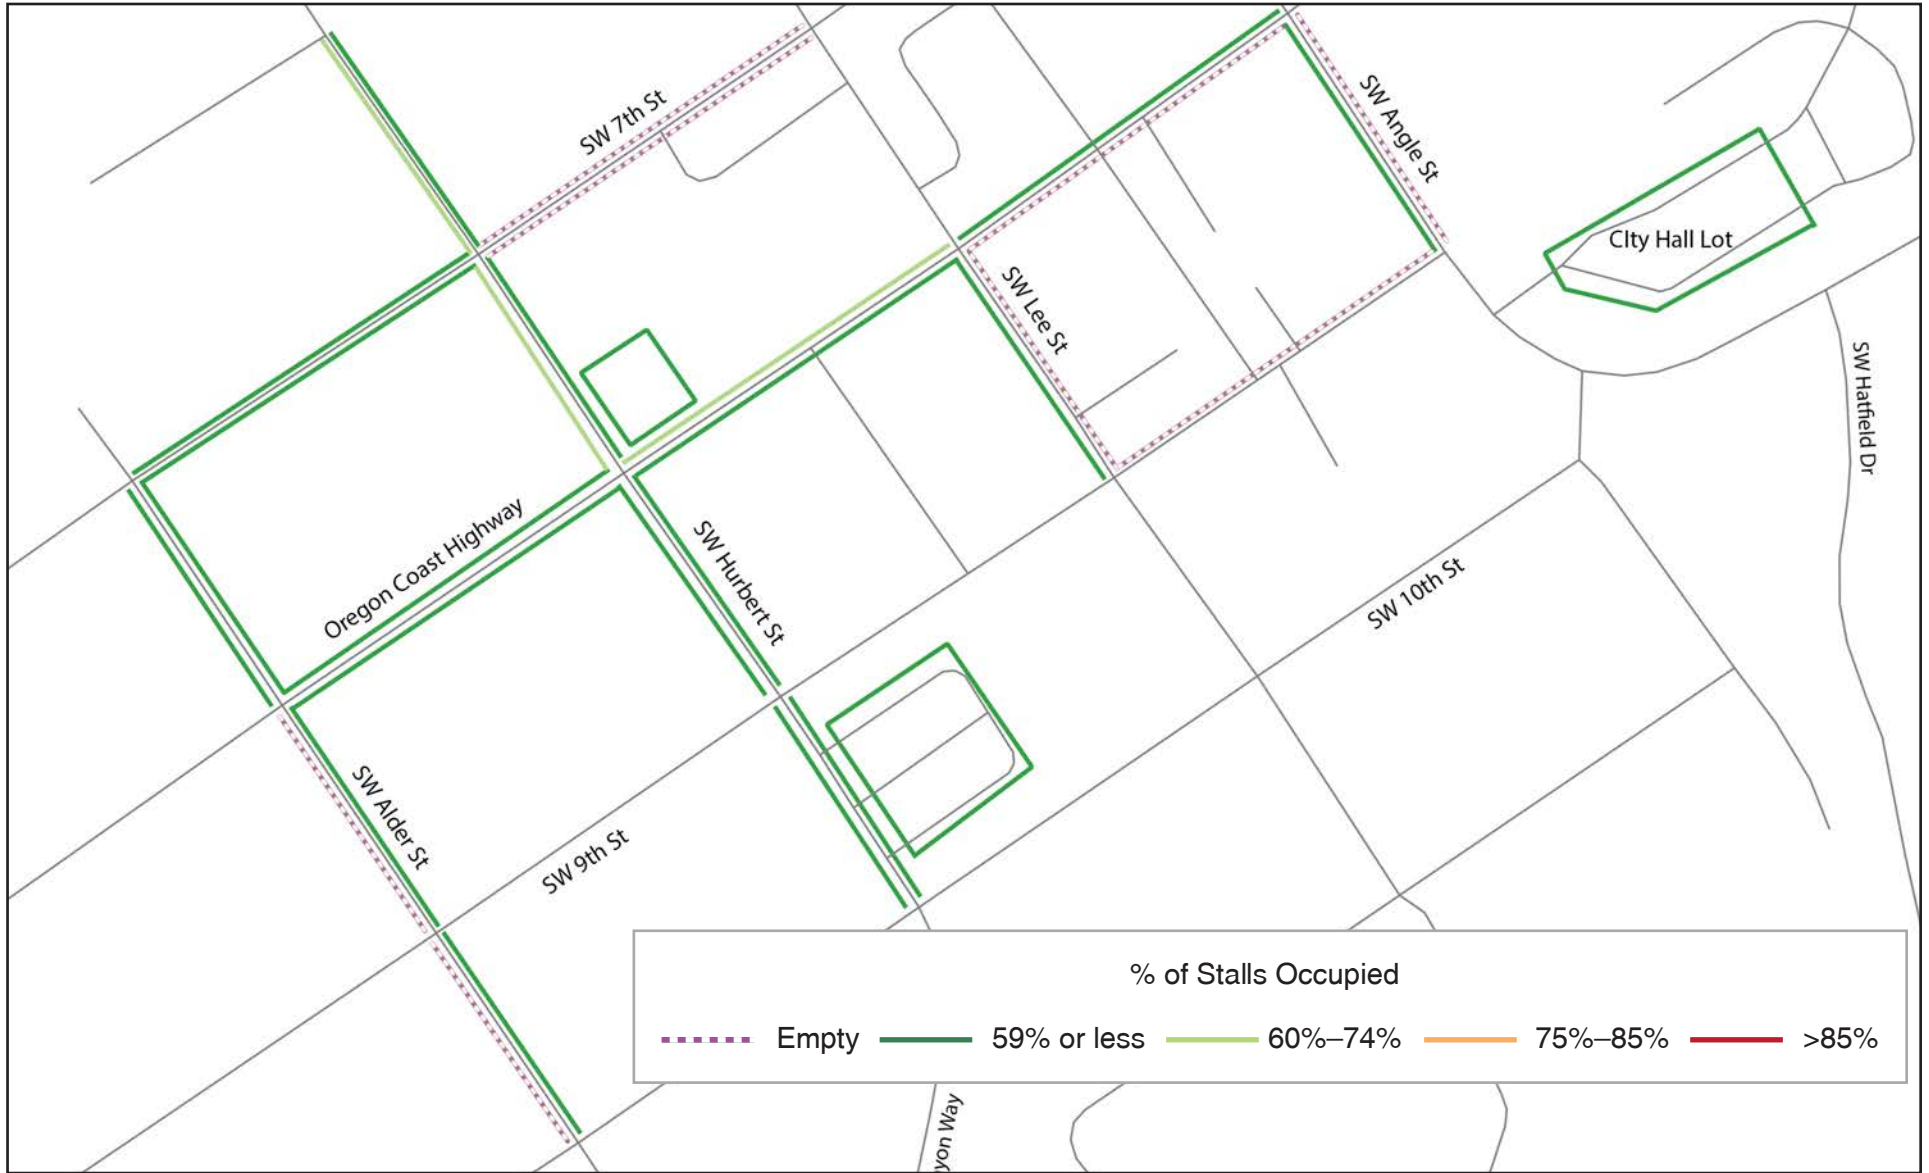 SW 7th St
SW Angle St
CIty Hall Lot
SW Lee St
SW Hatfield Dr
Oregon Coast Highway
SW Hurbert St
SW 10th St
SW Alder St
SW 9th St
% of Stalls Occupied
Empty 59% or less 60%–74% 75%–85% >85%
yon Way